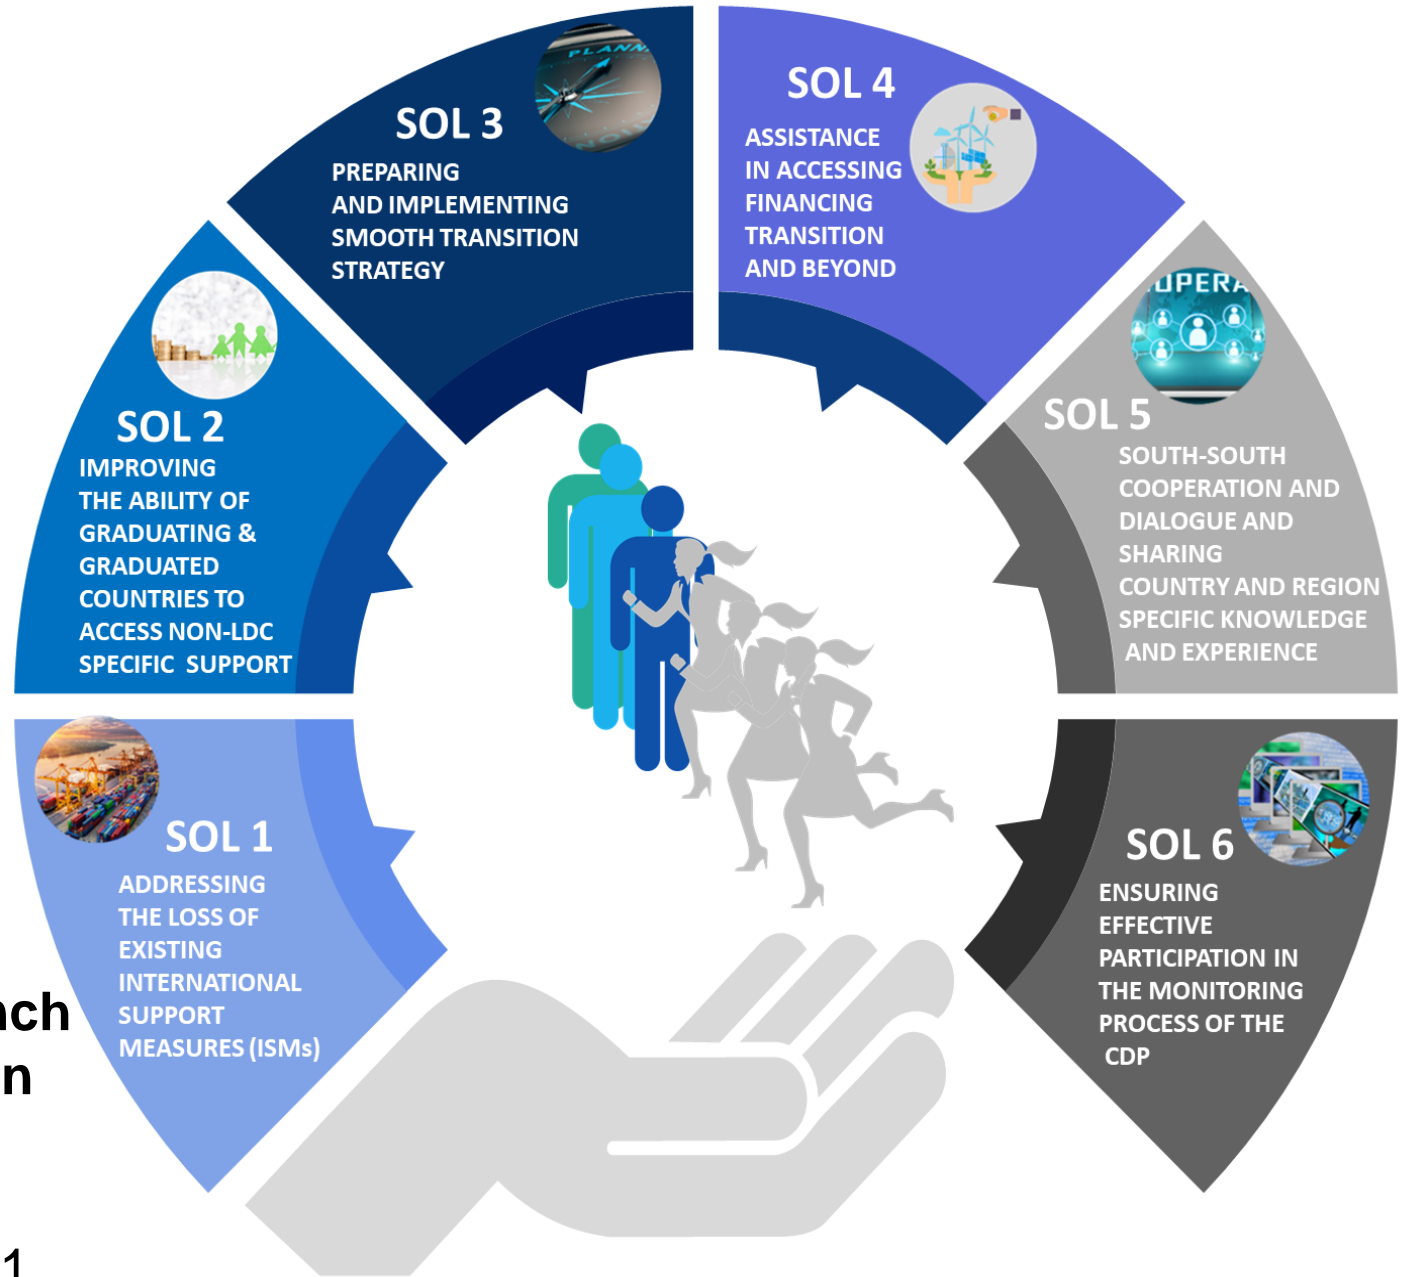 SOL 3
PREPARING
AND IMPLEMENTING
SMOOTH TRANSITION
STRATEGY
SOL 4
ASSISTANCE
IN ACCESSING
FINANCING
TRANSITION
AND BEYOND
SOL 2
IMPROVING
THE ABILITY OF
GRADUATING &
GRADUATED
COUNTRIES TO
ACCESS NON-LDC
SPECIFIC SUPPORT
SOL 5
SOUTH-SOUTH
COOPERATION AND
DIALOGUE AND
SHARING
COUNTRY AND REGION
SPECIFIC KNOWLEDGE
AND EXPERIENCE
SOL 1
ADDRESSING
THE LOSS OF
EXISTING
INTERNATIONAL
SUPPORT
MEASURES (ISMs)
SOL 6
ENSURING
EFFECTIVE
PARTICIPATION IN
THE MONITORING
PROCESS OF THE
CDP
1